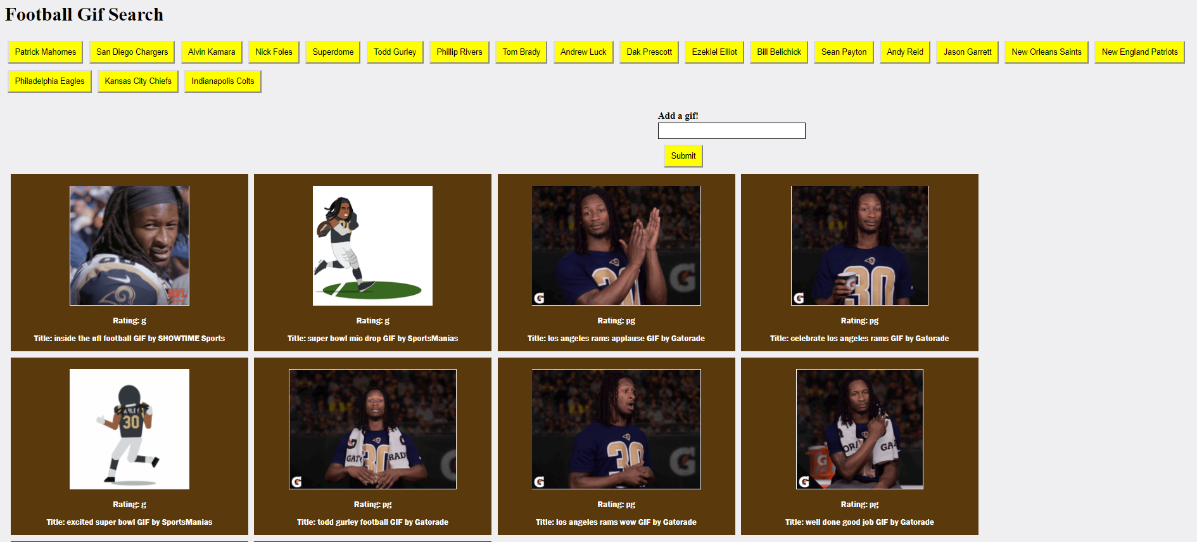 Football Gif Search
Patrick Mahomes San Diego Chargers Alvin Kamara Nick Foles Superdome Todd Gurley Phillip Rivers Tom Brady Andrew Luck Dak Prescott Ezekiel Elliot Bill Belichick Sean Payton Andy Reid Jason Garrett New Orleans Saints New England Patriots
Philadelphia Eagles Kansas City Chiefs Indianapolis Colts
Add a gif!
Submit
G
30
G
G
30
Rating: g Rating: g Rating: pg Rating: pg
Title: inside the nfl football GIF by SHOWTIME Sports Title: super bowl mic drop GIF by SportsManias Title: los angeles rams applause GIF by Gatorade Title: celebrate los angeles rams GIF by Gatorade
30
G
G
30
G
G
Rating: g Rating: pg Rating: pg Rating: pg
Title: excited super bowl GIF by SportsManias Title: todd gurley football GIF by Gatorade Title: los angeles rams wow GIF by Gatorade Title: well done good job GIF by Gatorade